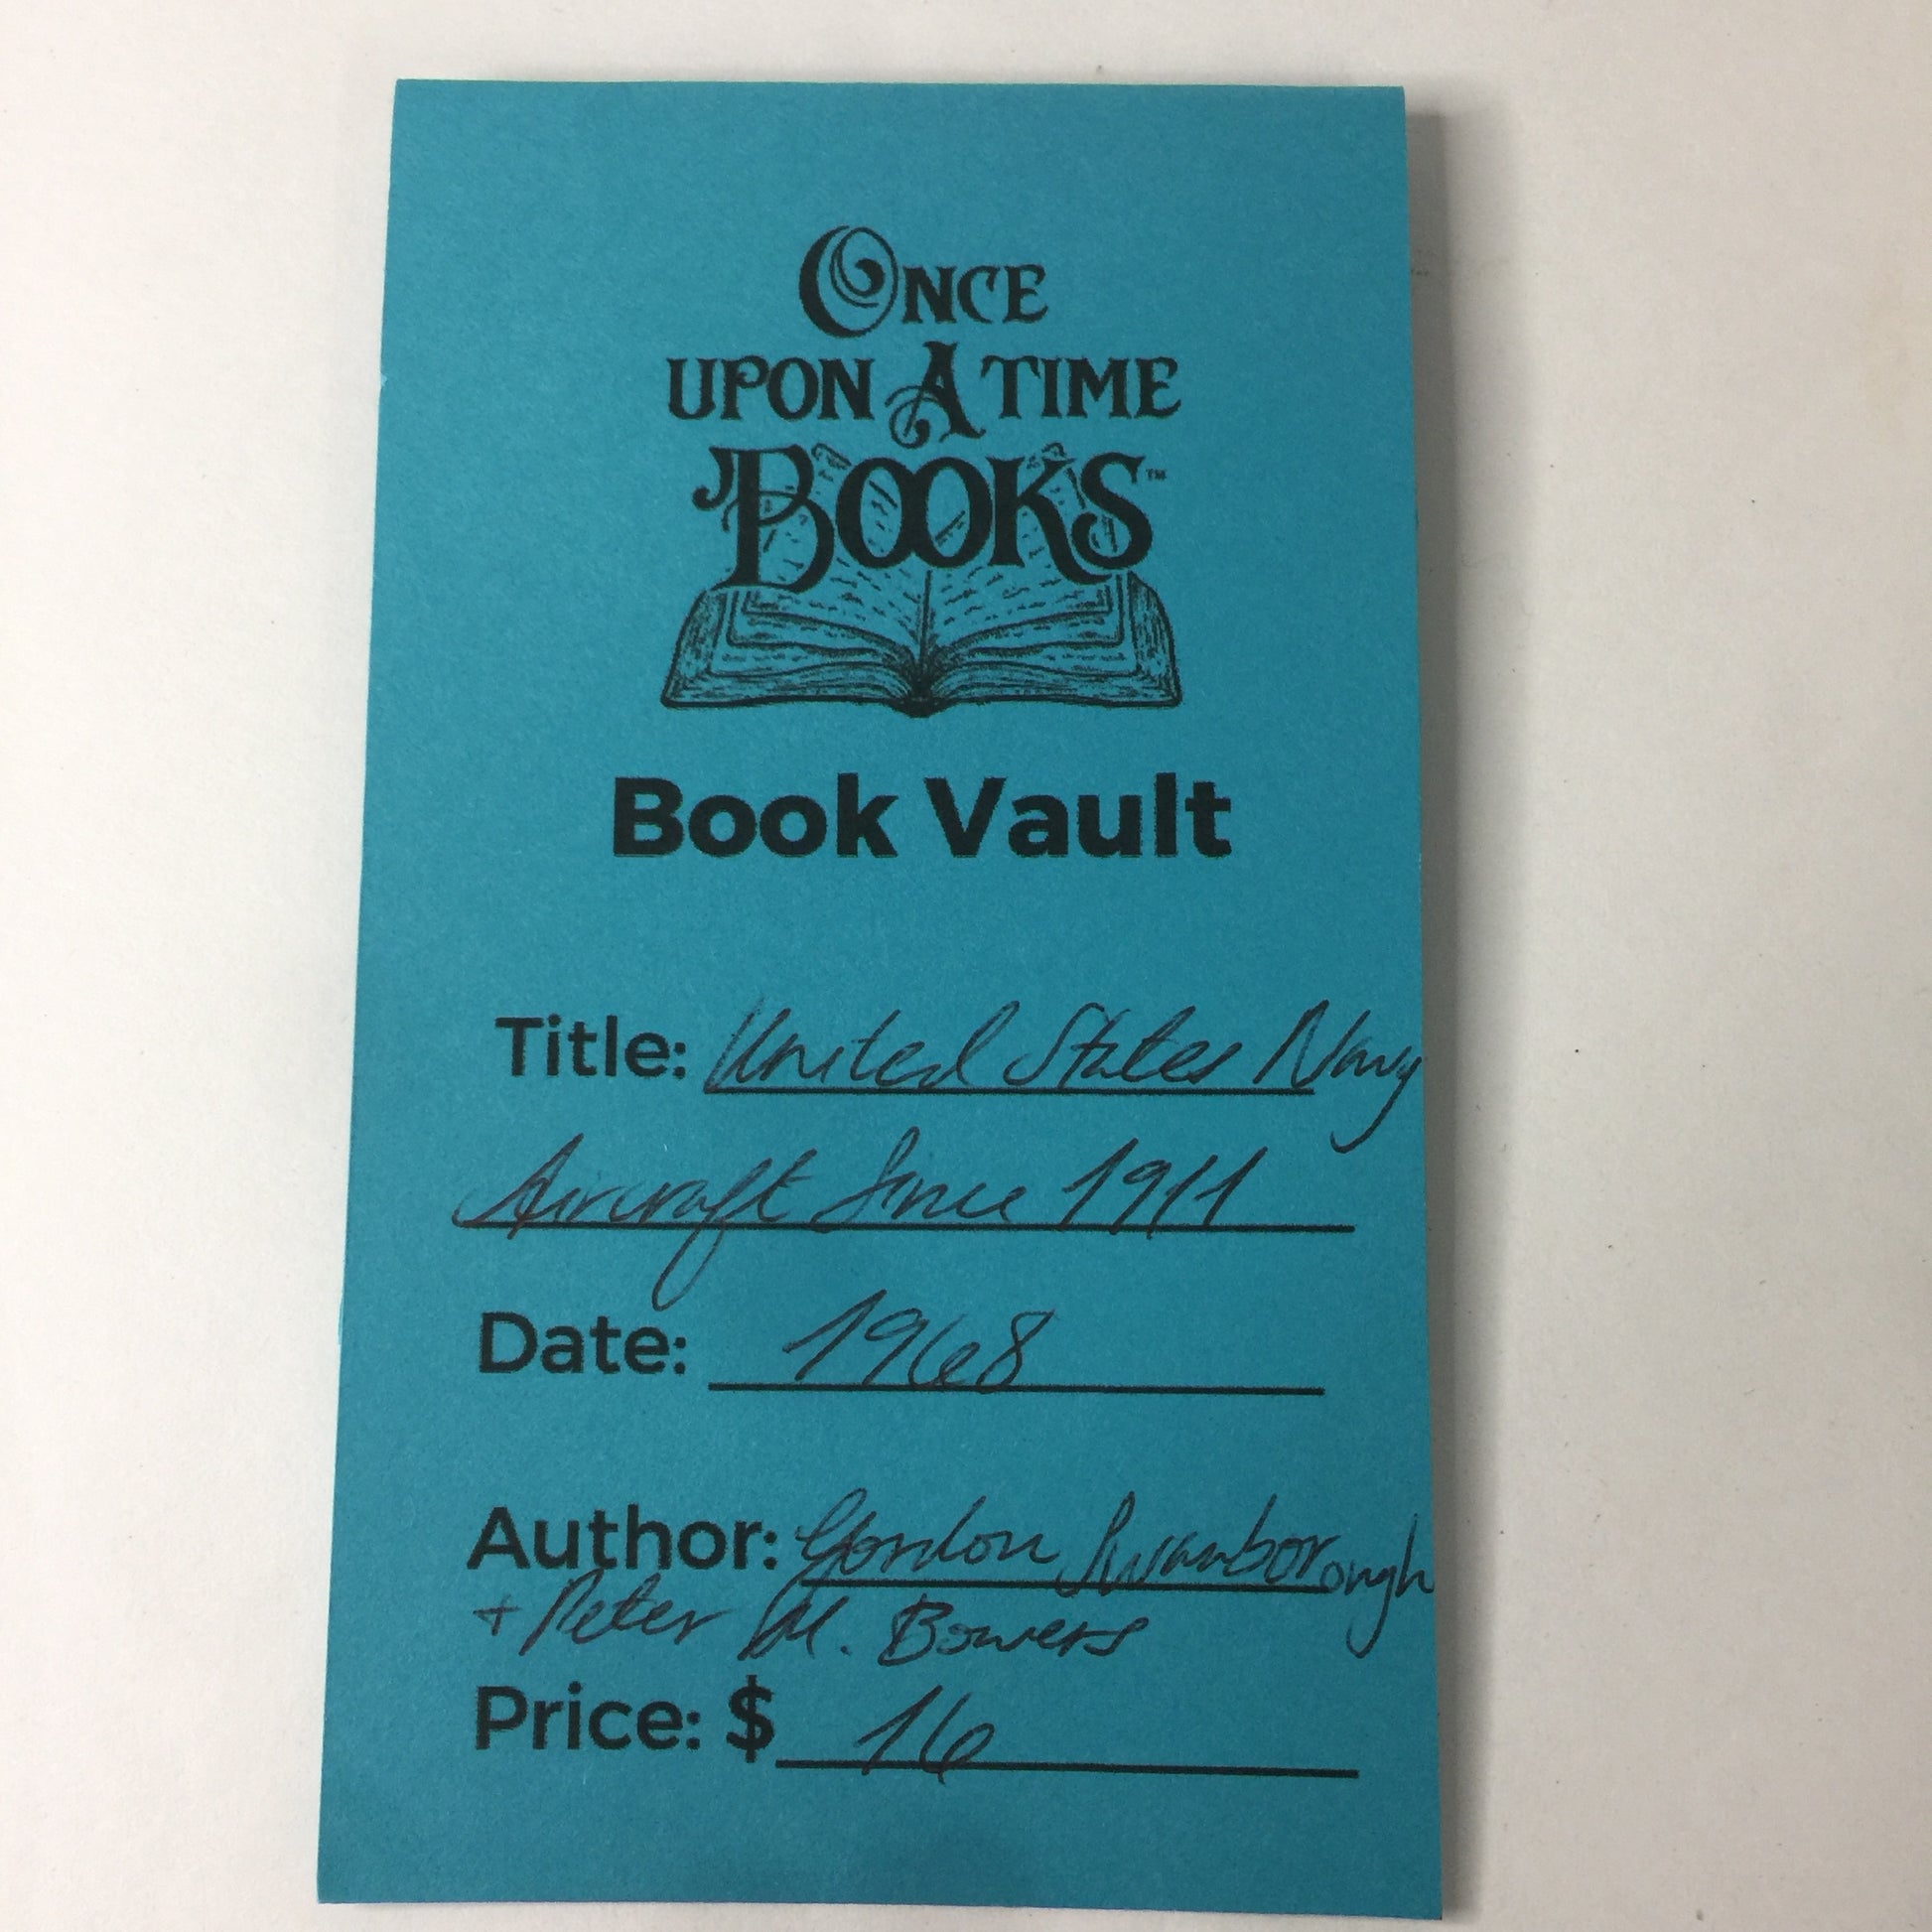 ONCE
UPON A TIME
BOOKS™
Book Vault
Title: United States Navy
Aircraft Since 1911
Date: 1968
Author: Gordon Swanborough
+ Peter M. Bowers
Price: $ 16